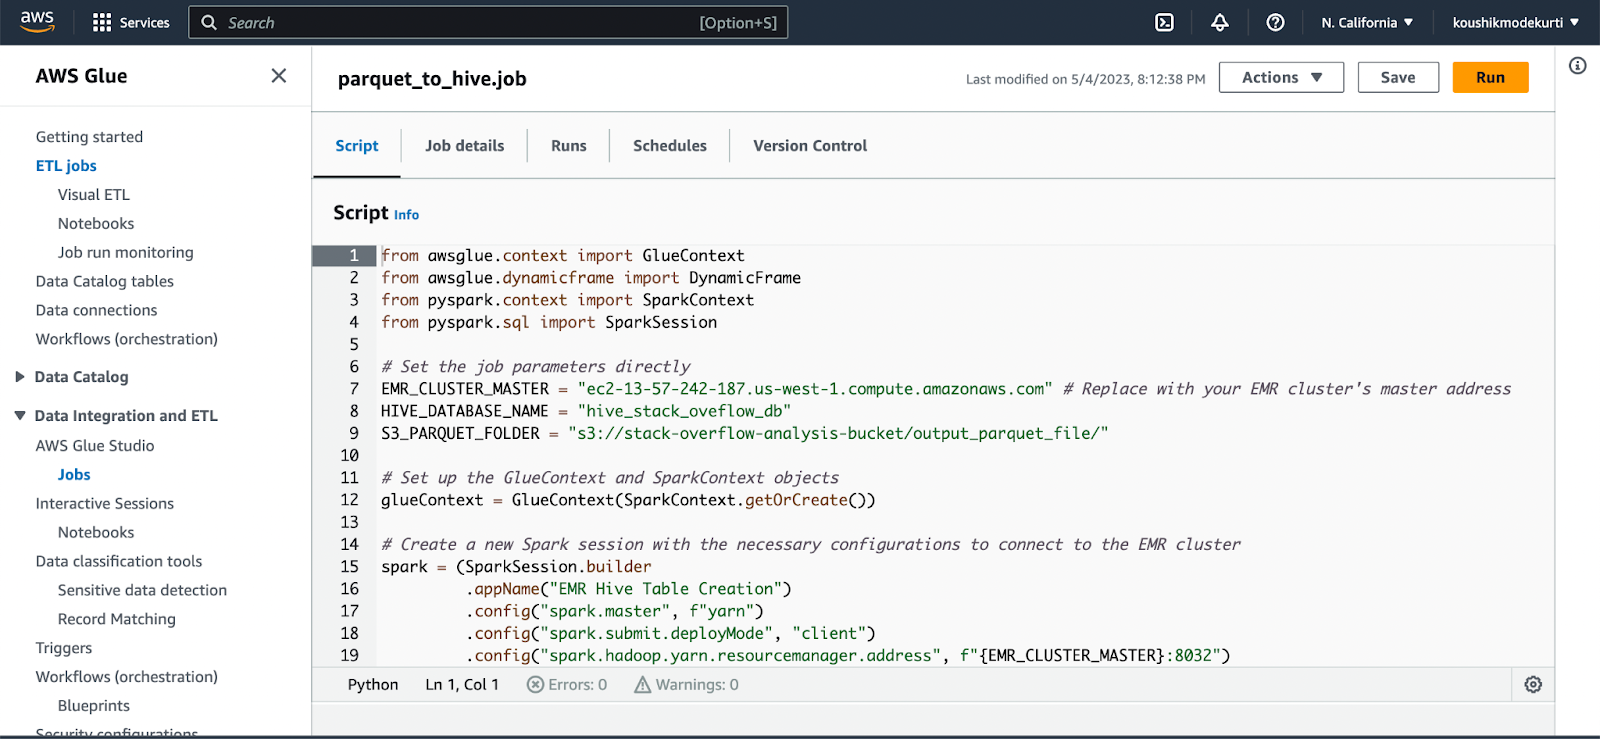 aws Services Search [Option+S] N. California ▼ koushikmodekurti ▼
AWS Glue
Getting started
ETL jobs
Visual ETL
Notebooks
Job run monitoring
Data Catalog tables
Data connections
Workflows (orchestration)
Data Catalog
Data Integration and ETL
AWS Glue Studio
Jobs
Interactive Sessions
Notebooks
Data classification tools
Sensitive data detection
Record Matching
Triggers
Workflows (orchestration)
Blueprints
Security configurations
parquet_to_hive.job
Last modified on 5/4/2023, 8:12:38 PM Actions ▼ Save Run
Script Job details Runs Schedules Version Control
Script Info
1 from awsglue.context import GlueContext
2 from awsglue.dynamicframe import DynamicFrame
3 from pyspark.context import SparkContext
4 from pyspark.sql import SparkSession
5
6 # Set the job parameters directly
7 EMR_CLUSTER_MASTER = "ec2-13-57-242-187.us-west-1.compute.amazonaws.com" # Replace with your EMR cluster's master address
8 HIVE_DATABASE_NAME = "hive_stack_oveflow_db"
9 S3_PARQUET_FOLDER = "s3://stack-overflow-analysis-bucket/output_parquet_file/"
10
11 # Set up the GlueContext and SparkContext objects
12 glueContext = GlueContext(SparkContext.getOrCreate())
13
14 # Create a new Spark session with the necessary configurations to connect to the EMR cluster
15 spark = (SparkSession.builder
16 .appName("EMR Hive Table Creation")
17 .config("spark.master", f"yarn")
18 .config("spark.submit.deployMode", "client")
19 .config("spark.hadoop.yarn.resourcemanager.address", f"{EMR_CLUSTER_MASTER}:8032")
Python Ln 1, Col 1 Errors: 0 Warnings: 0